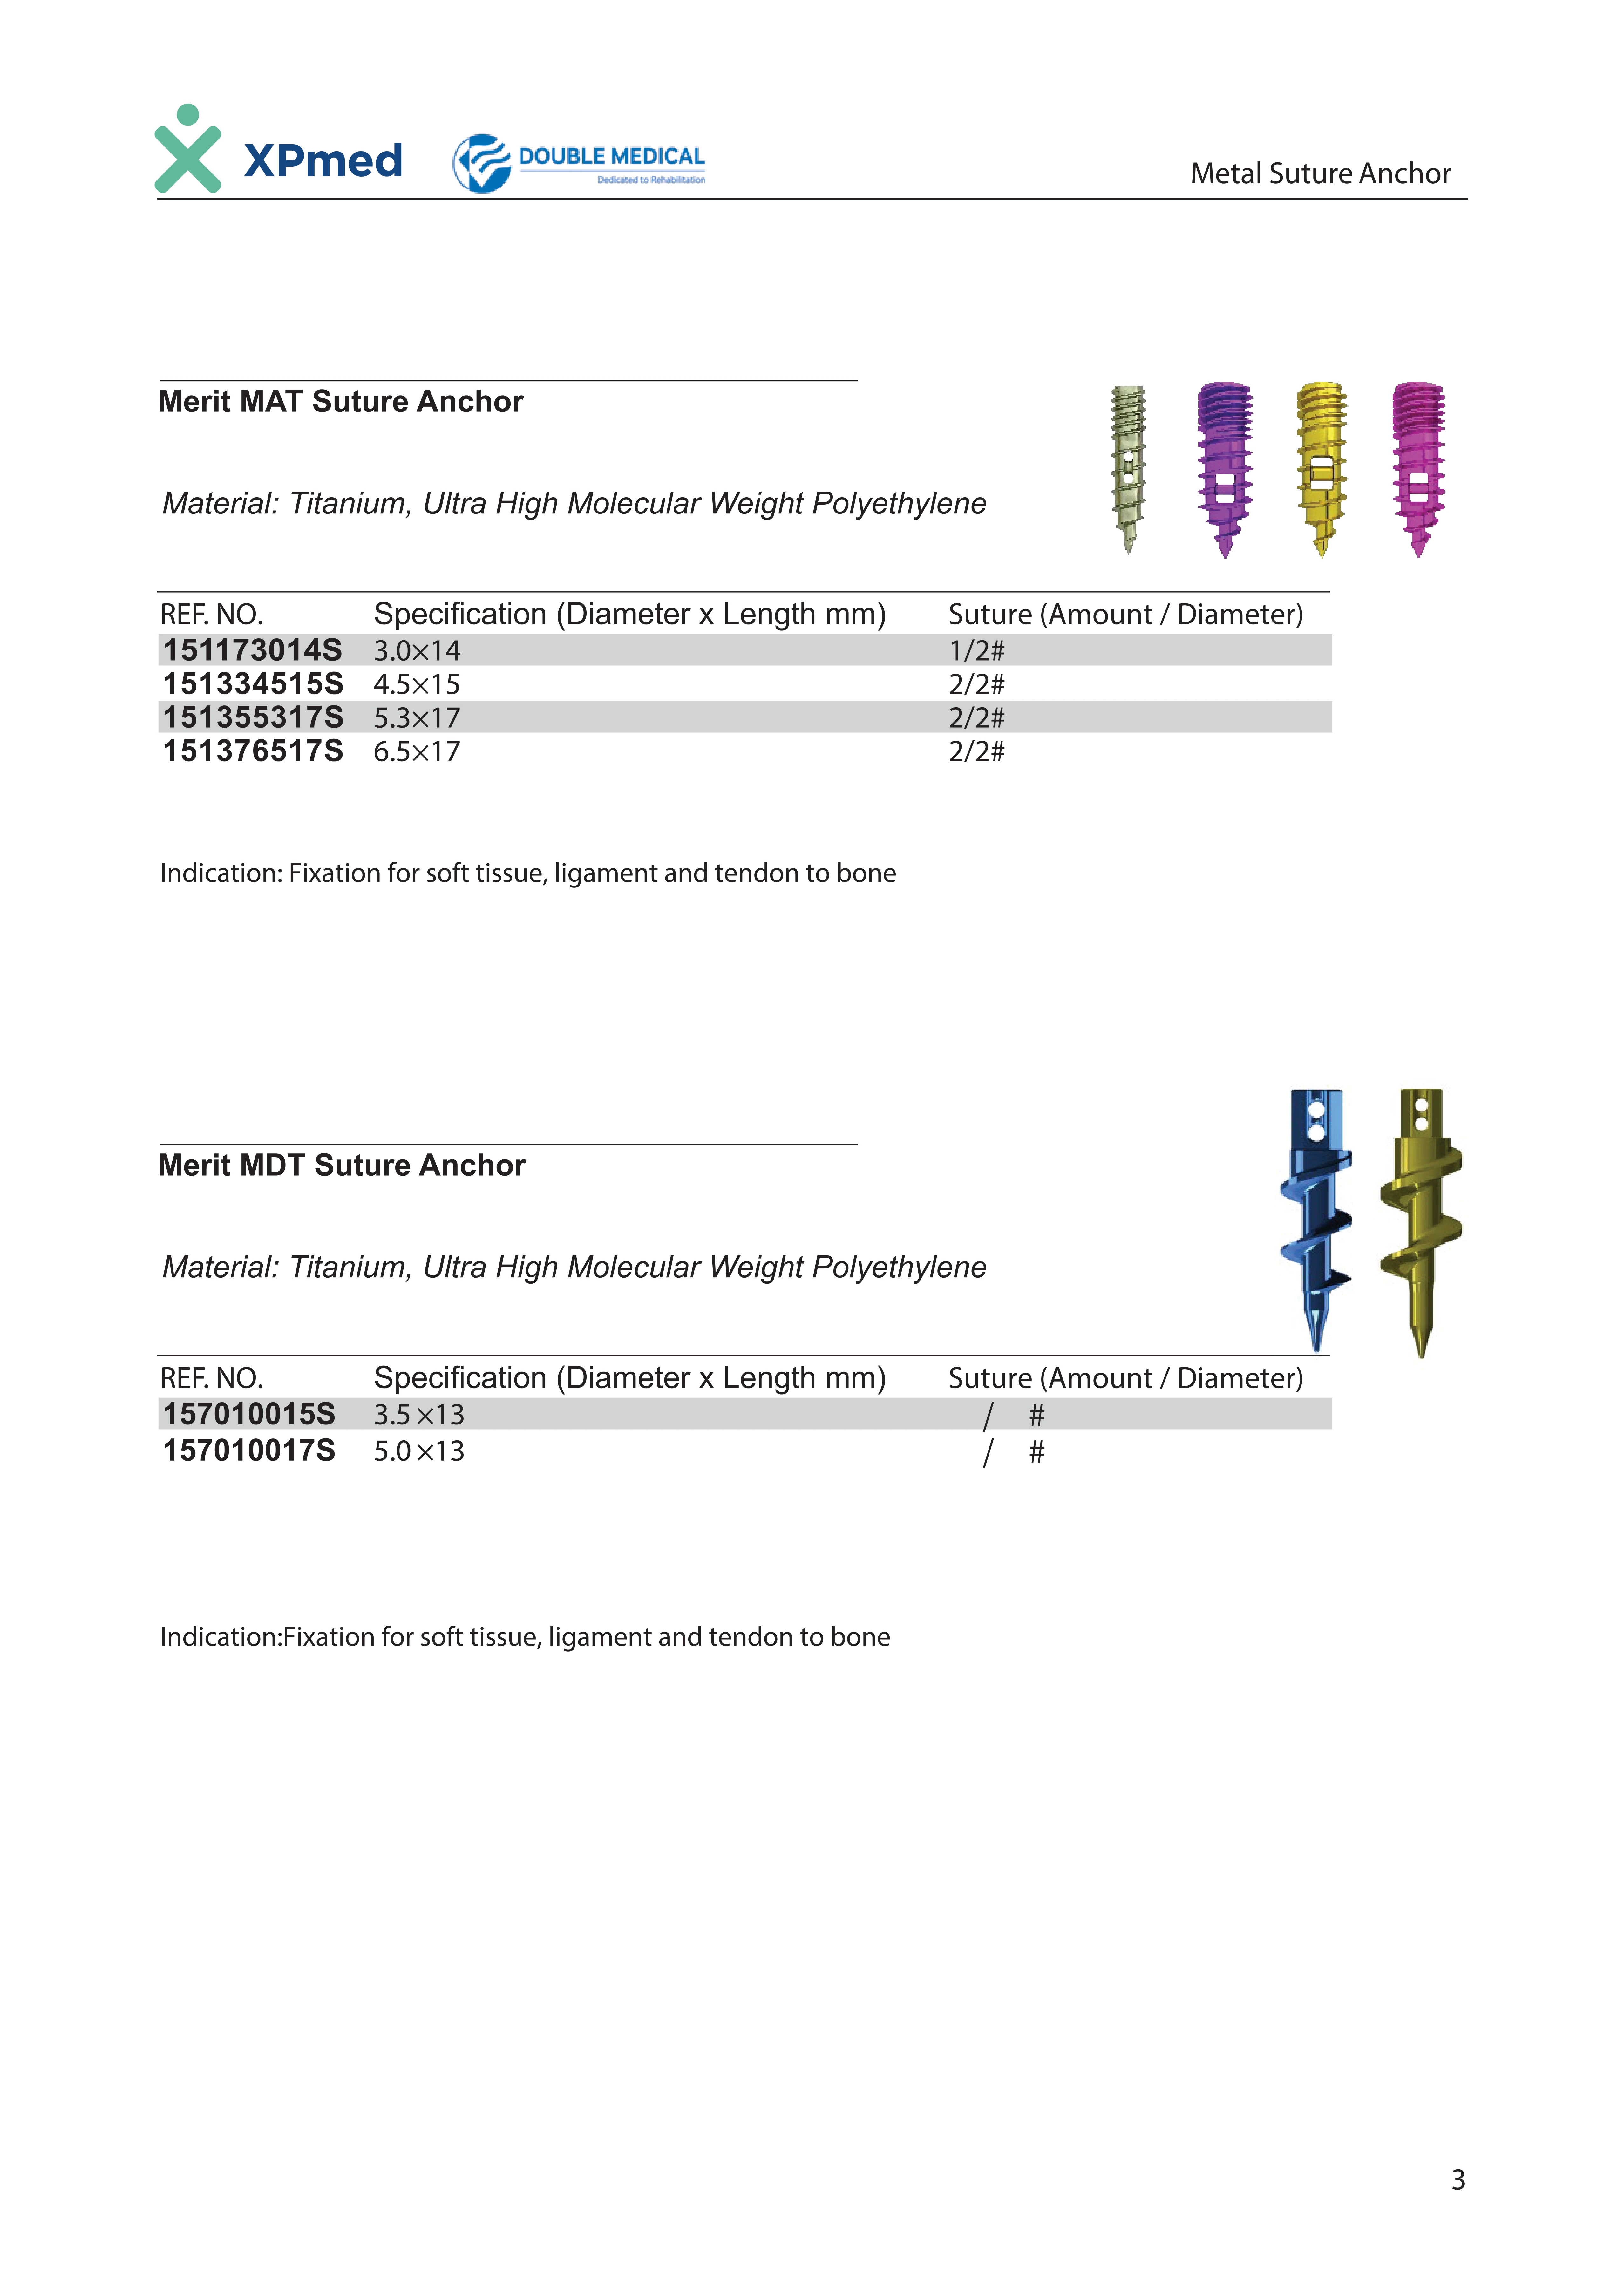 XPmed
DOUBLE MEDICAL
Dedicated to Rehabilitation
Metal Suture Anchor
Merit MAT Suture Anchor
Material: Titanium, Ultra High Molecular Weight Polyethylene
REF. NO. Specification (Diameter x Length mm) Suture (Amount / Diameter)
151173014S 3.0×14 1/2#
151334515S 4.5×15 2/2#
151355317S 5.3×17 2/2#
151376517S 6.5×17 2/2#
Indication: Fixation for soft tissue, ligament and tendon to bone
Merit MDT Suture Anchor
Material: Titanium, Ultra High Molecular Weight Polyethylene
REF. NO. Specification (Diameter x Length mm) Suture (Amount / Diameter)
157010015S 3.5 ×13 / #
157010017S 5.0 ×13 / #
Indication:Fixation for soft tissue, ligament and tendon to bone
3